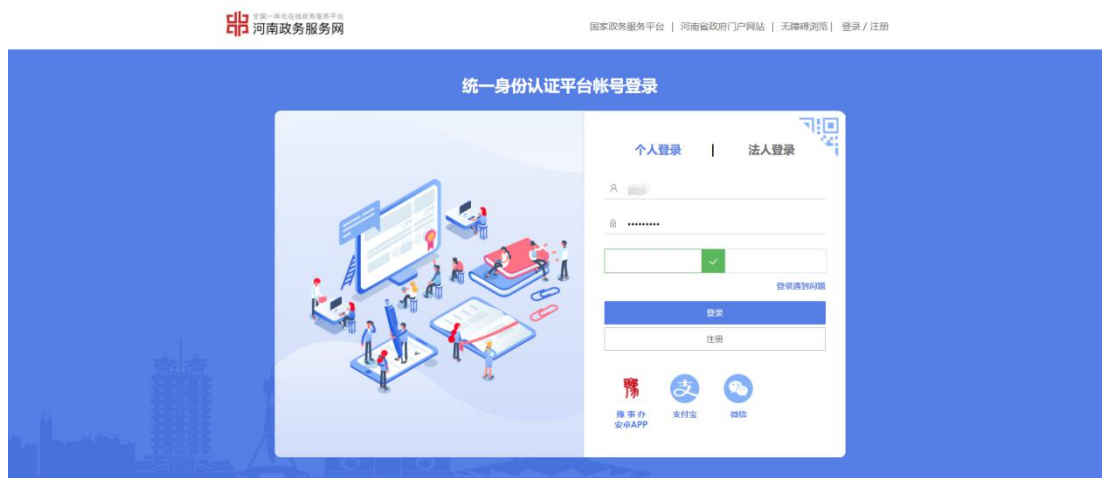 全国一体化在线政务服务平台
河南政务服务网
国家政务服务平台 | 河南省政府门户网站 | 无障碍浏览 | 登录 / 注册
统一身份认证平台帐号登录
个人登录 | 法人登录
•••••••••
登录遇到问题
登录
注册
豫事办
安卓APP
支付宝
微信